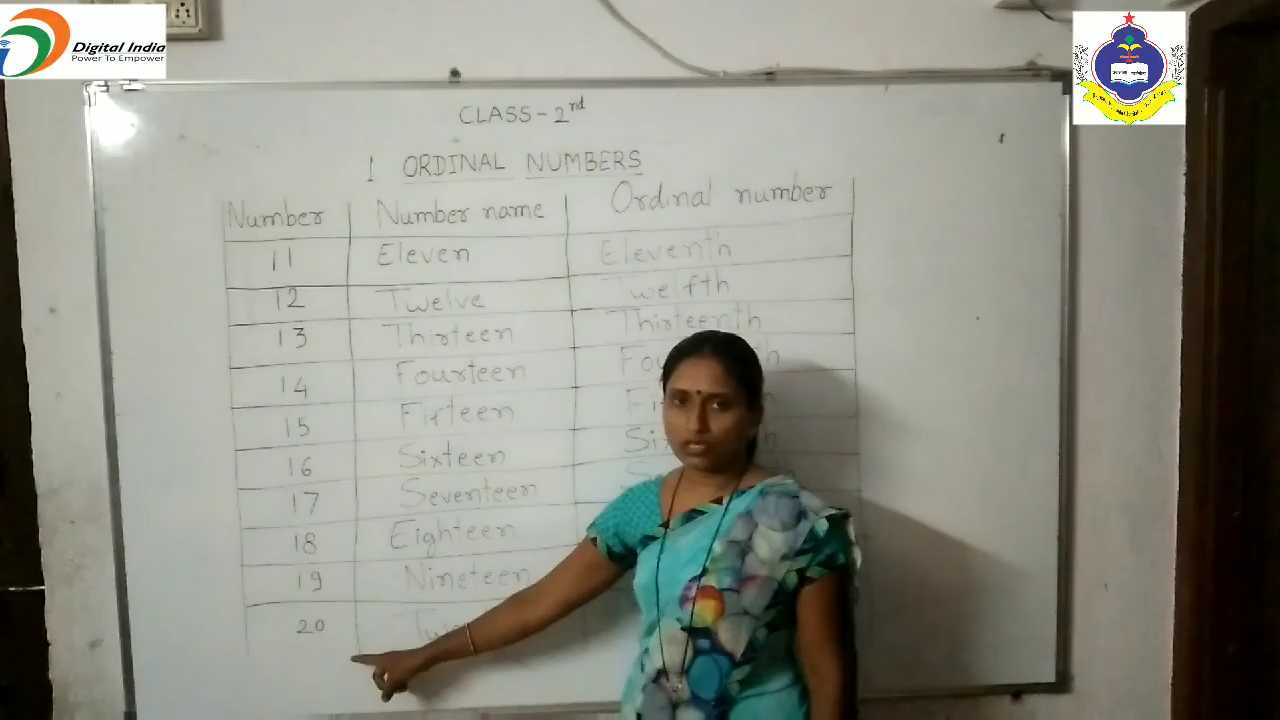 Digital India
Power To Empower
CLASS - 2nd
1 ORDINAL NUMBERS
Number Number name Ordinal number
11 Eleven Eleventh
12 Twelve Twelfth
13 Thirteen Thirteenth
14 Fourteen
15 Fifteen
16 Sixteen
17 Seventeen
18 Eighteen
19 Nineteen
20